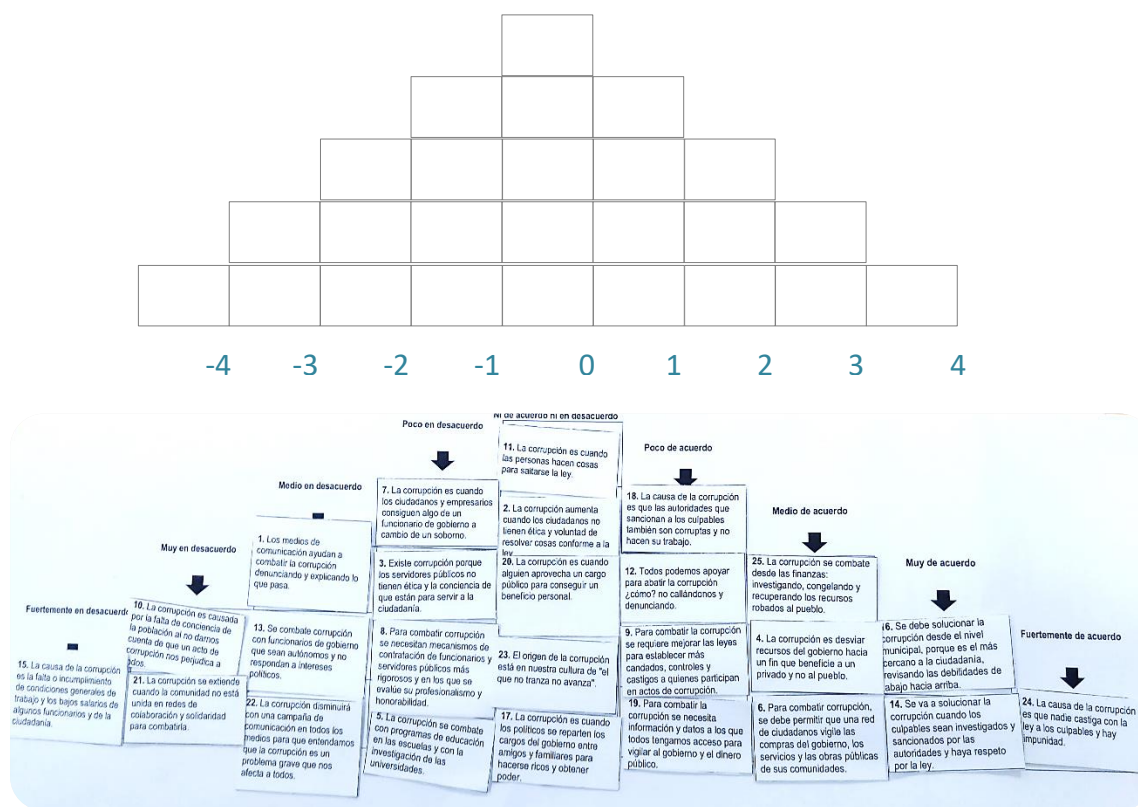 -4 -3 -2 -1 0 1 2 3 4
Ni de acuerdo ni en desacuerdo
Poco en desacuerdo
Poco de acuerdo
Medio en desacuerdo
Medio de acuerdo
Muy en desacuerdo
Muy de acuerdo
Fuertemente en desacuerdo
Fuertemente de acuerdo
15. La causa de la corrupción
es la falta o incumplimiento
de condiciones generales de
trabajo y los bajos salarios de
algunos funcionarios y de la
ciudadanía.
10. La corrupción es causada
por la falta de conciencia de
la población al no darnos
cuenta de que un acto de
corrupción nos perjudica a
todos.
21. La corrupción se extiende
cuando la comunidad no está
unida en redes de
colaboración y solidaridad
para combatirla.
1. Los medios de
comunicación ayudan a
combatir la corrupción
denunciando y explicando lo
que pasa.
13. Se combate corrupción
con funcionarios de gobierno
que sean autónomos y no
respondan a intereses
políticos.
22. La corrupción disminuirá
con una campaña de
comunicación en todos los
medios para que entendamos
que la corrupción es un
problema grave que nos
afecta a todos.
7. La corrupción es cuando
los ciudadanos y empresarios
consiguen algo de un
funcionario de gobierno a
cambio de un soborno.
3. Existe corrupción porque
los servidores públicos no
tienen ética y la conciencia de
que están para servir a la
ciudadanía.
8. Para combatir corrupción
se necesitan mecanismos de
contratación de funcionarios y
servidores públicos más
rigorosos y en los que se
evalúe su profesionalismo y
honorabilidad.
5. La corrupción se combate
con programas de educación
en las escuelas y con la
investigación de las
universidades.
11. La corrupción es cuando
las personas hacen cosas
para saltarse la ley.
2. La corrupción aumenta
cuando los ciudadanos no
tienen ética y voluntad de
resolver cosas conforme a la
ley
20. La corrupción es cuando
alguien aprovecha un cargo
público para conseguir un
beneficio personal.
23. El origen de la corrupción
está en nuestra cultura de "el
que no tranza no avanza".
17. La corrupción es cuando
los políticos se reparten los
cargos del gobierno entre
amigos y familiares para
hacerse ricos y obtener
poder.
18. La causa de la corrupción
es que las autoridades que
sancionan a los culpables
también son corruptas y no
hacen su trabajo.
12. Todos podemos apoyar
para abatir la corrupción
¿cómo? no callándonos y
denunciando.
9. Para combatir la corrupción
se requiere mejorar las leyes
para establecer más
candados, controles y
castigos a quienes participan
en actos de corrupción.
19. Para combatir la
corrupción se necesita
información y datos a los que
todos tengamos acceso para
vigilar al gobierno y el dinero
público.
25. La corrupción se combate
desde las finanzas:
investigando, congelando y
recuperando los recursos
robados al pueblo.
4. La corrupción es desviar
recursos del gobierno hacia
un fin que beneficie a un
privado y no al pueblo.
6. Para combatir corrupción,
se debe permitir que una red
de ciudadanos vigile las
compras del gobierno, los
servicios y las obras públicas
de sus comunidades.
16. Se debe solucionar la
corrupción desde el nivel
municipal, porque es el más
cercano a la ciudadanía,
revisando las debilidades de
abajo hacia arriba.
14. Se va a solucionar la
corrupción cuando los
culpables sean investigados y
sancionados por las
autoridades y haya respeto
por la ley.
24. La causa de la corrupción
es que nadie castiga con la
ley a los culpables y hay
impunidad.